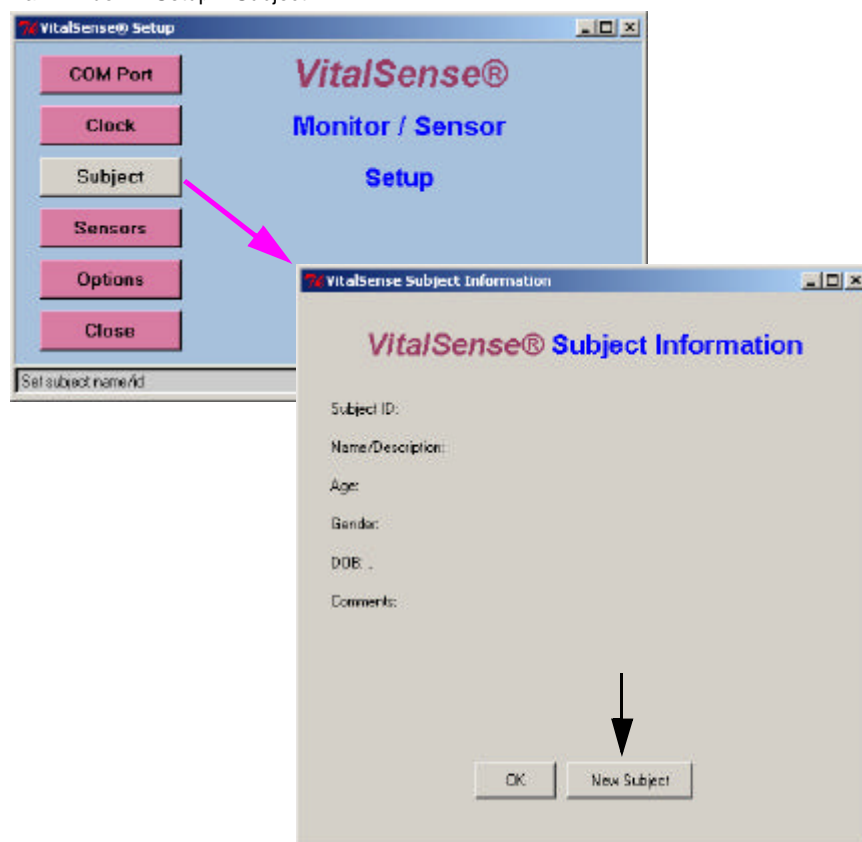 VitalSense® Setup
COM Port
VitalSense®
Clock
Monitor / Sensor
Subject
Setup
Sensors
Options
Close
Set subject name/id
VitalSense Subject Information
VitalSense® Subject Information
Subject ID:
Name/Description:
Age:
Gender:
DOB: .
Comments:
OK
New Subject